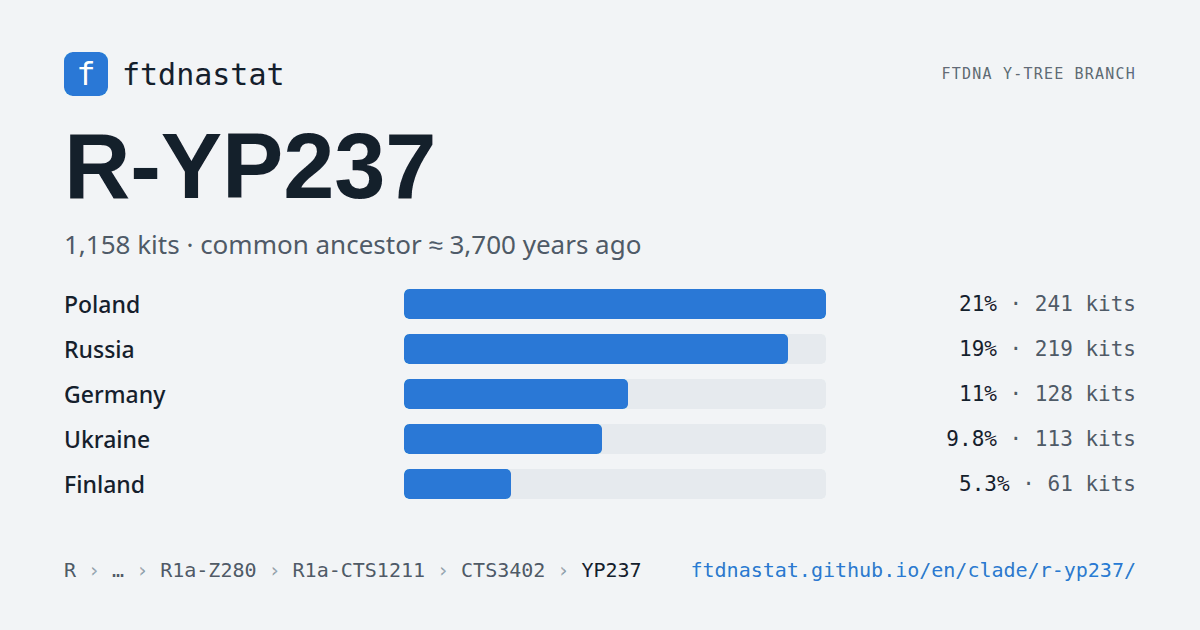 f ftdnastat
FTDNA Y-TREE BRANCH
R-YP237
1,158 kits · common ancestor ≈ 3,700 years ago
Poland 21% · 241 kits
Russia 19% · 219 kits
Germany 11% · 128 kits
Ukraine 9.8% · 113 kits
Finland 5.3% · 61 kits
R › … › R1a-Z280 › R1a-CTS1211 › CTS3402 › YP237 ftdnastat.github.io/en/clade/r-yp237/